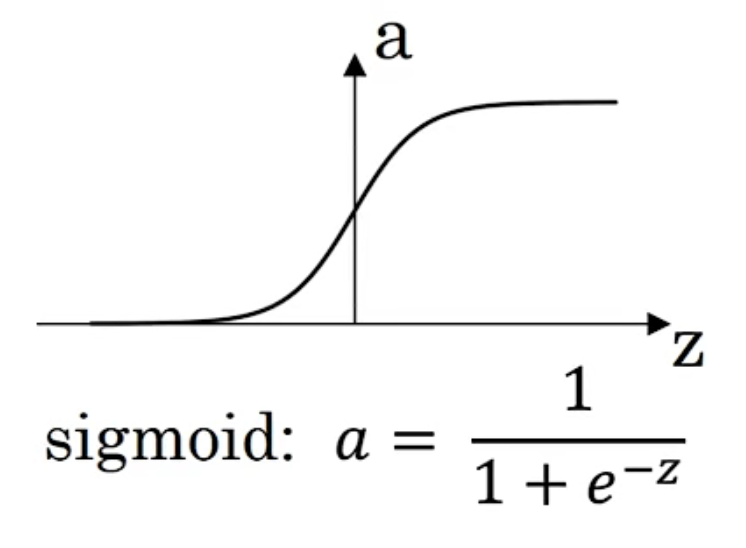 a
z
sigmoid: a = 1 / (1 + e^{-z})